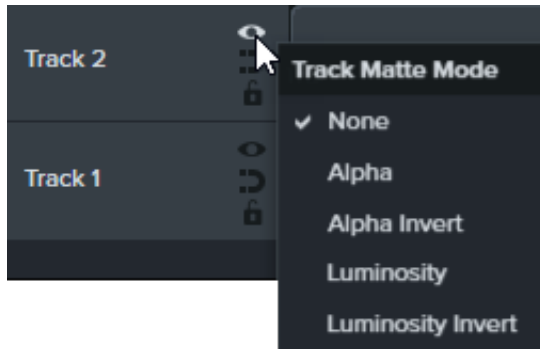 Track 2
Track Matte Mode
None
Alpha
Alpha Invert
Luminosity
Luminosity Invert
Track 1